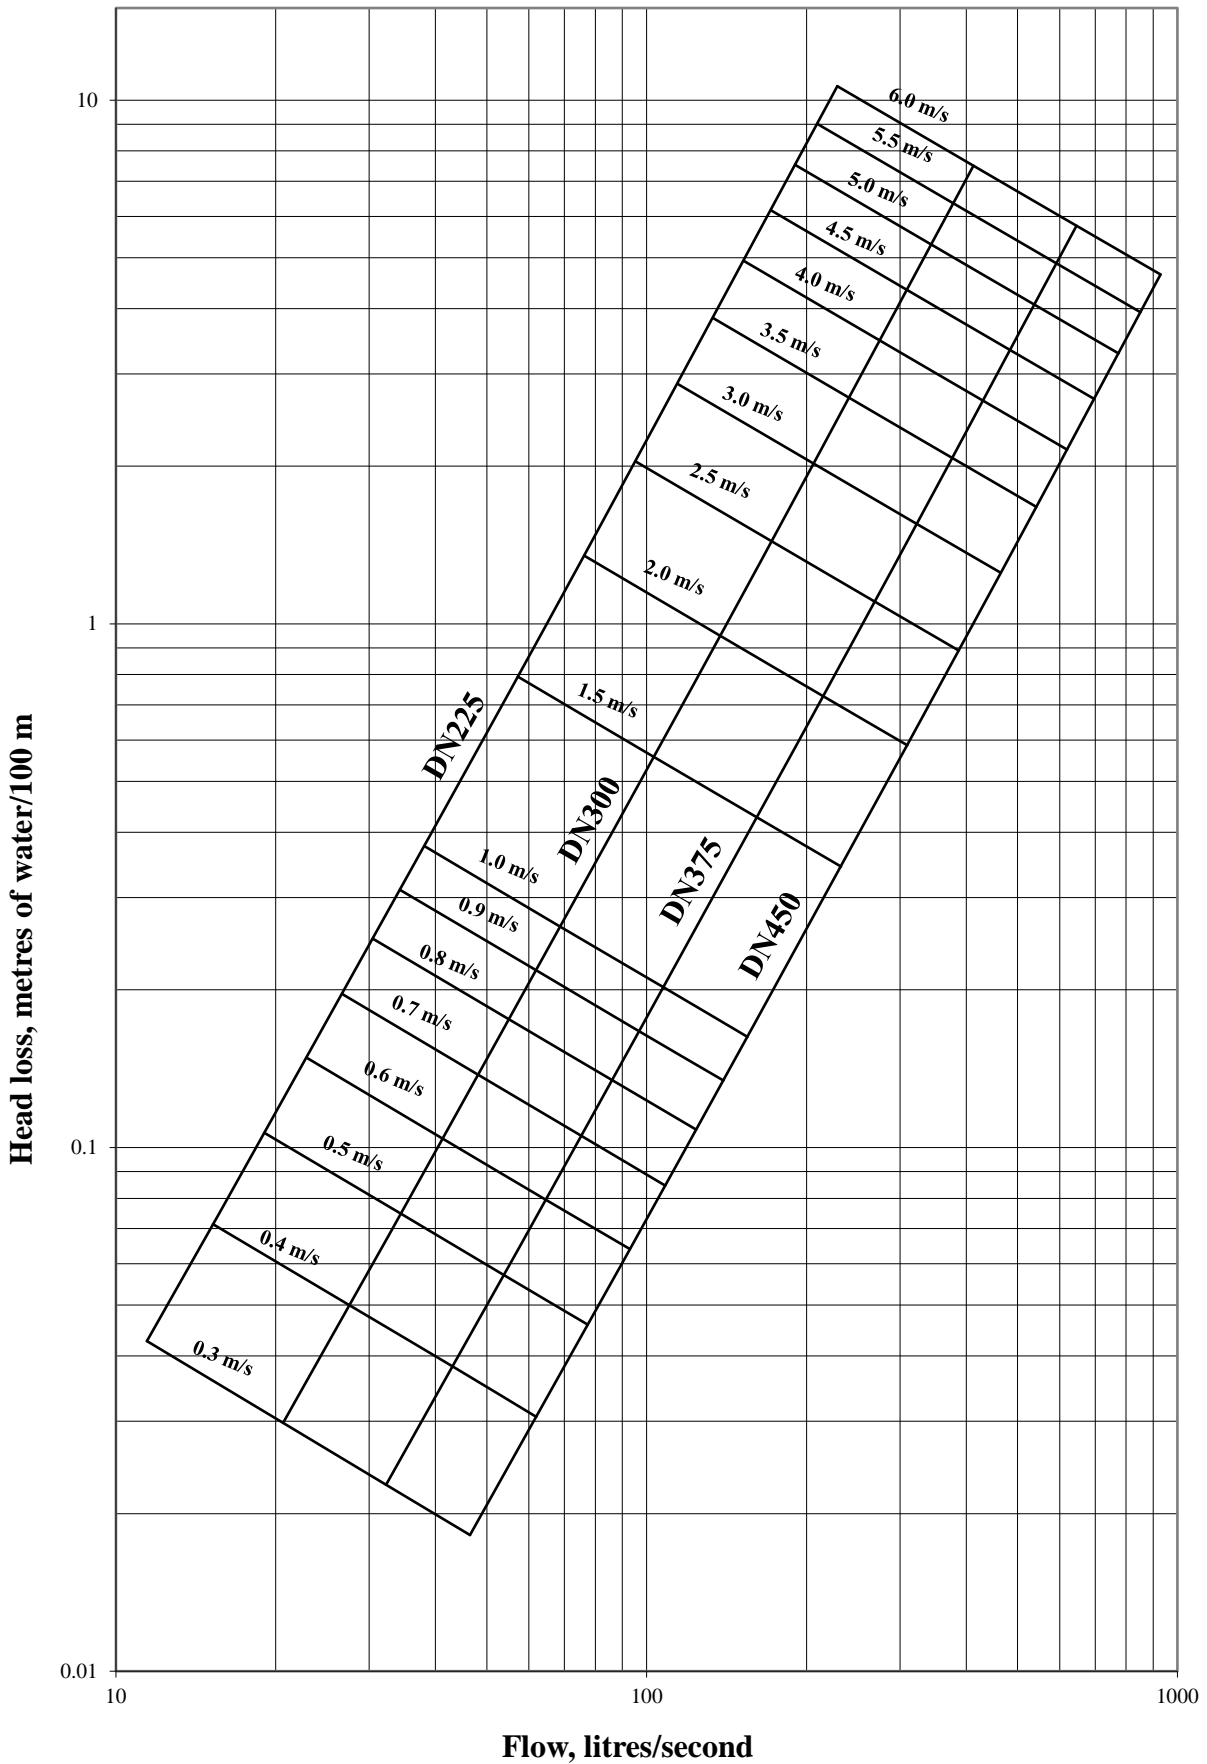 10
6.0 m/s
5.5 m/s
5.0 m/s
4.5 m/s
4.0 m/s
3.5 m/s
3.0 m/s
2.5 m/s
2.0 m/s
1
1.5 m/s
DN225
DN300
DN375
DN450
1.0 m/s
0.9 m/s
0.8 m/s
0.7 m/s
0.6 m/s
0.1
0.5 m/s
0.4 m/s
0.3 m/s
0.01
Head loss, metres of water/100 m
10
100
1000
Flow, litres/second